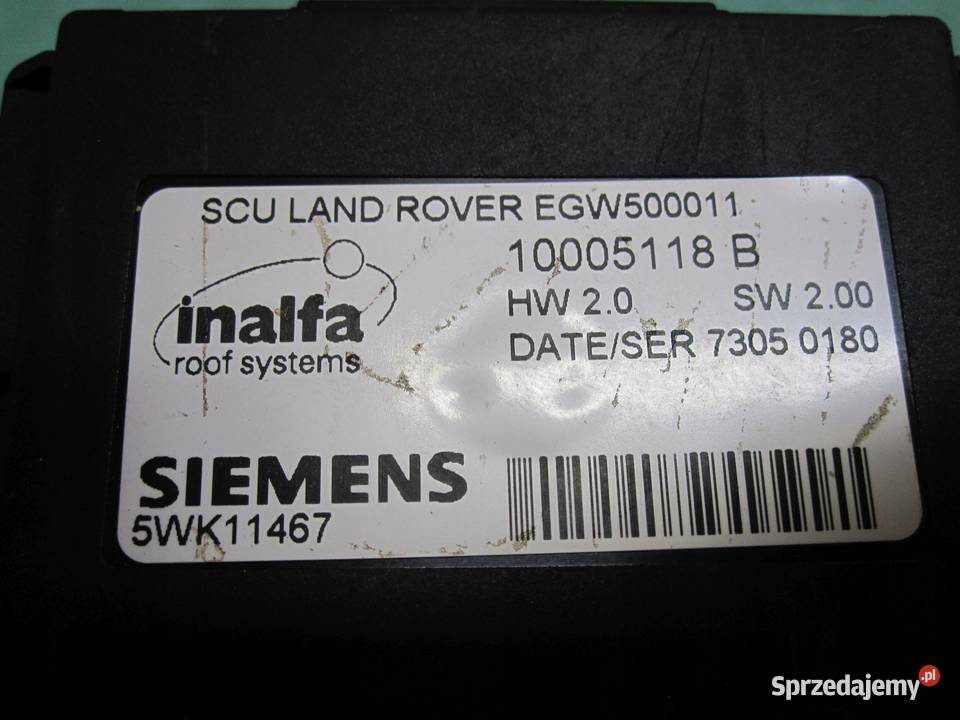 SCU LAND ROVER EGW500011
10005118 B
HW 2.0 SW 2.00
DATE/SER 7305 0180
inalfa
roof systems
SIEMENS
5WK11467
Sprzedajemy.pl